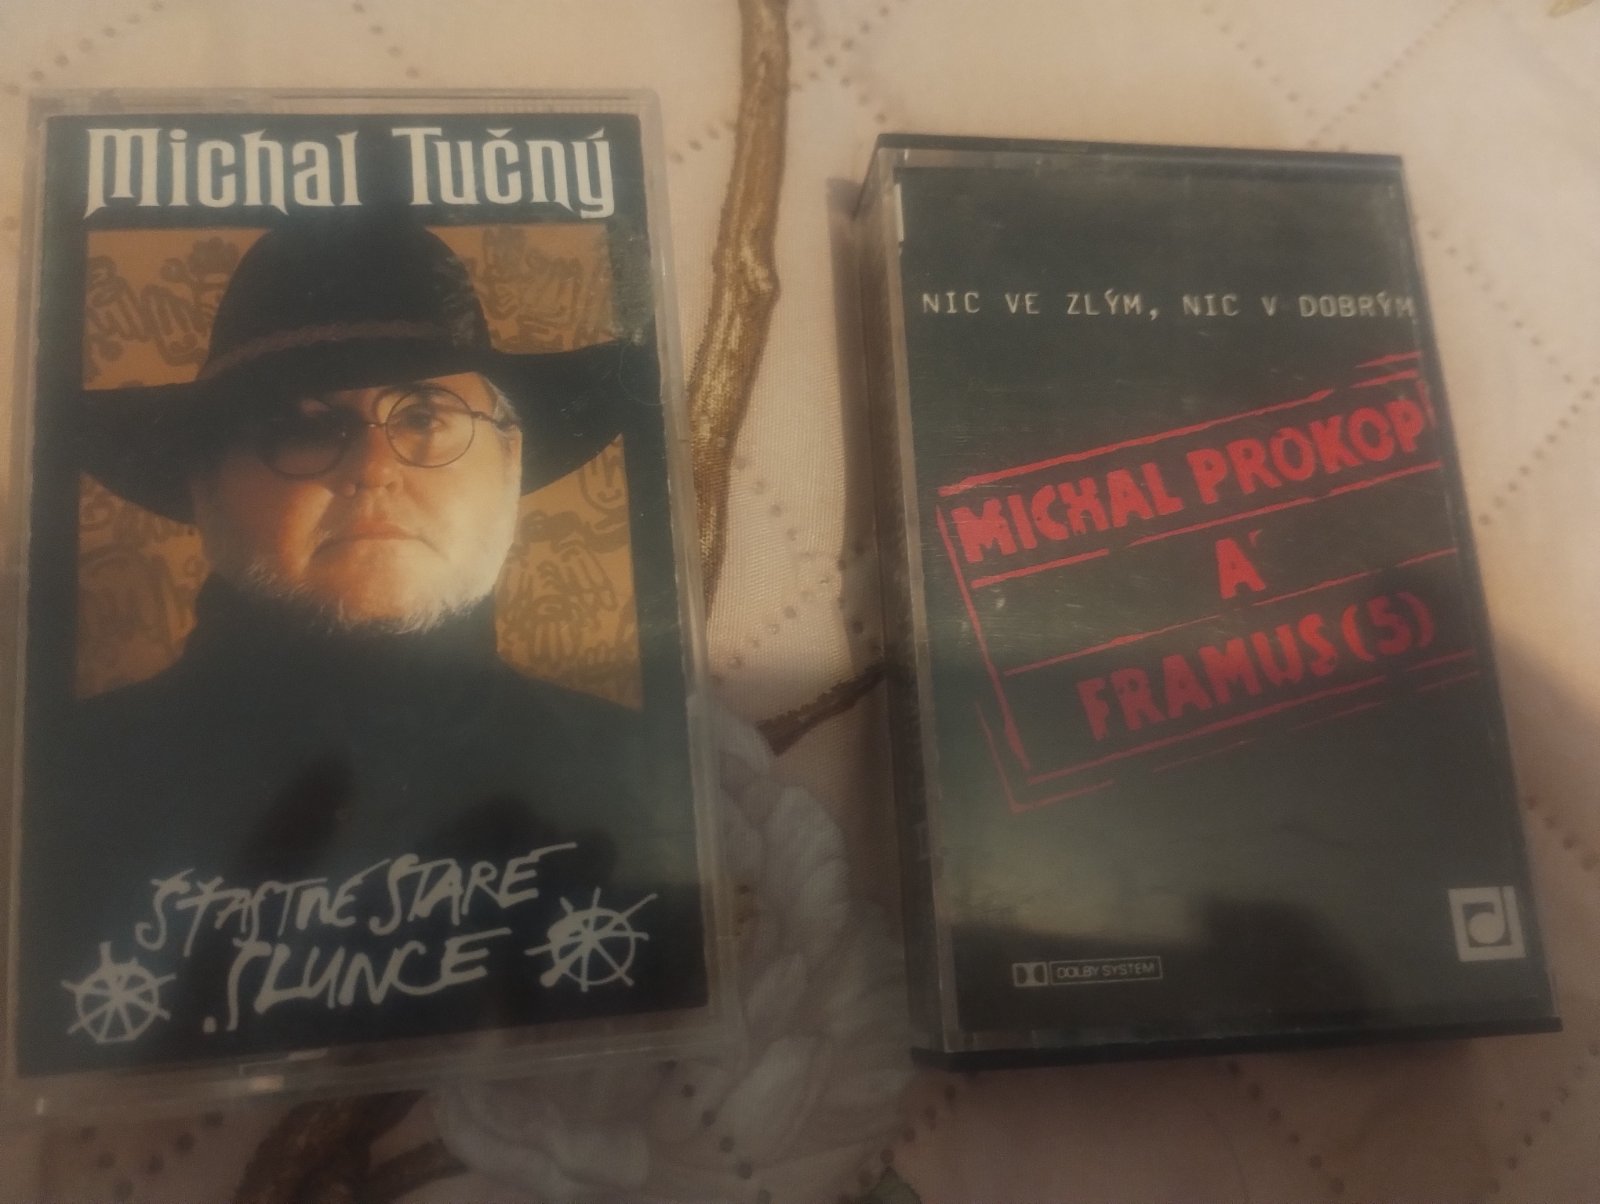 Michal Tučný
ŠŤASTNÉ STARÉ
SLUNCE
NIC VE ZLÝM, NIC V DOBRÝM
MICHAL PROKOP
A
FRAMUS (5)
DOLBY SYSTEM